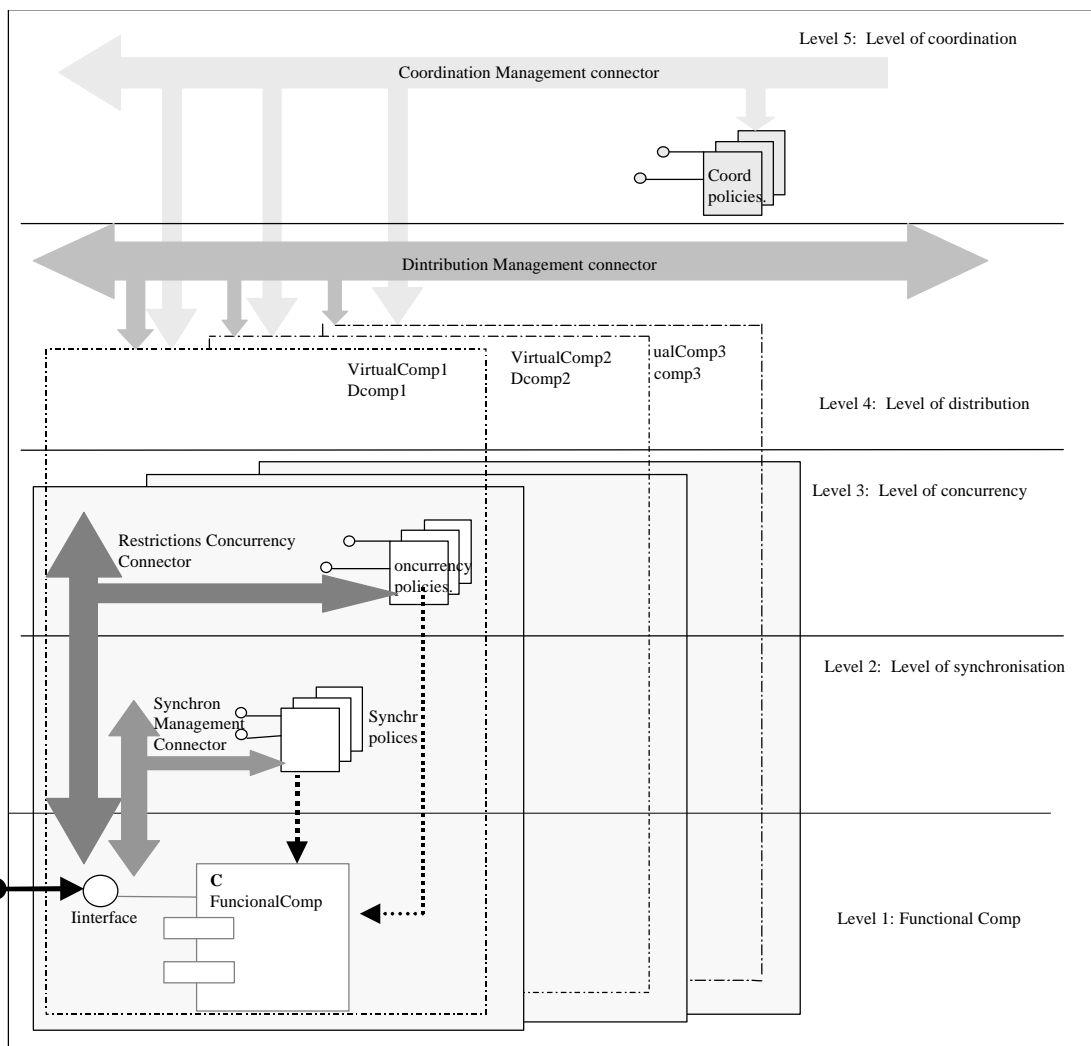 Level 5:  Level of coordination
Coordination Management connector
Coord
policies.
Dintribution Management connector
VirtualComp1
Dcomp1
VirtualComp2
Dcomp2
ualComp3
comp3
Level 4:  Level of distribution
Level 3:  Level of concurrency
Restrictions Concurrency
Connector
oncurrency
policies.
Level 2:  Level of synchronisation
Synchron
Management
Connector
Synchr
polices
C
FuncionalComp
Iinterface
Level 1: Functional Comp